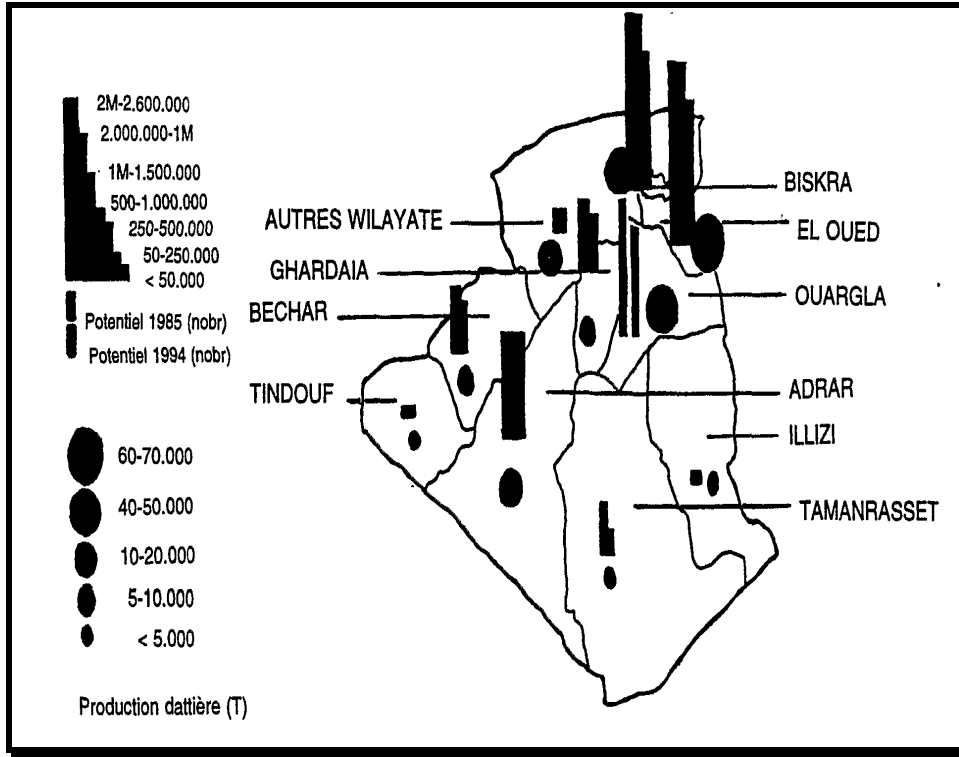 2M-2.600.000
2.000.000-1M
1M-1.500.000
500-1.000.000
250-500.000
50-250.000
< 50.000
Potentiel 1985 (nobr)
Potentiel 1994 (nobr)
60-70.000
40-50.000
10-20.000
5-10.000
< 5.000
Production dattière (T)
AUTRES WILAYATE
GHARDAIA
BECHAR
TINDOUF
BISKRA
EL OUED
OUARGLA
ADRAR
ILLIZI
TAMANRASSET